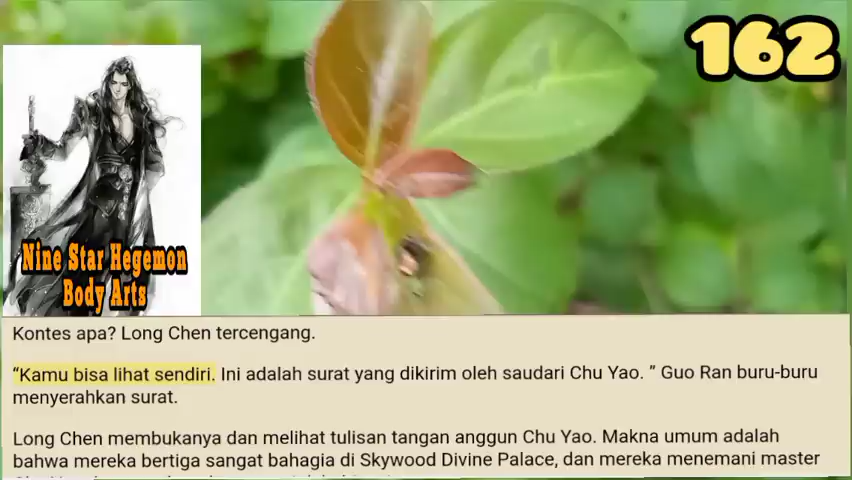 162
Nine Star Hegemon
Body Arts
Kontes apa? Long Chen tercengang.
“Kamu bisa lihat sendiri. Ini adalah surat yang dikirim oleh saudari Chu Yao. ” Guo Ran buru-buru
menyerahkan surat.
Long Chen membukanya dan melihat tulisan tangan anggun Chu Yao. Makna umum adalah
bahwa mereka bertiga sangat bahagia di Skywood Divine Palace, dan mereka menemani master